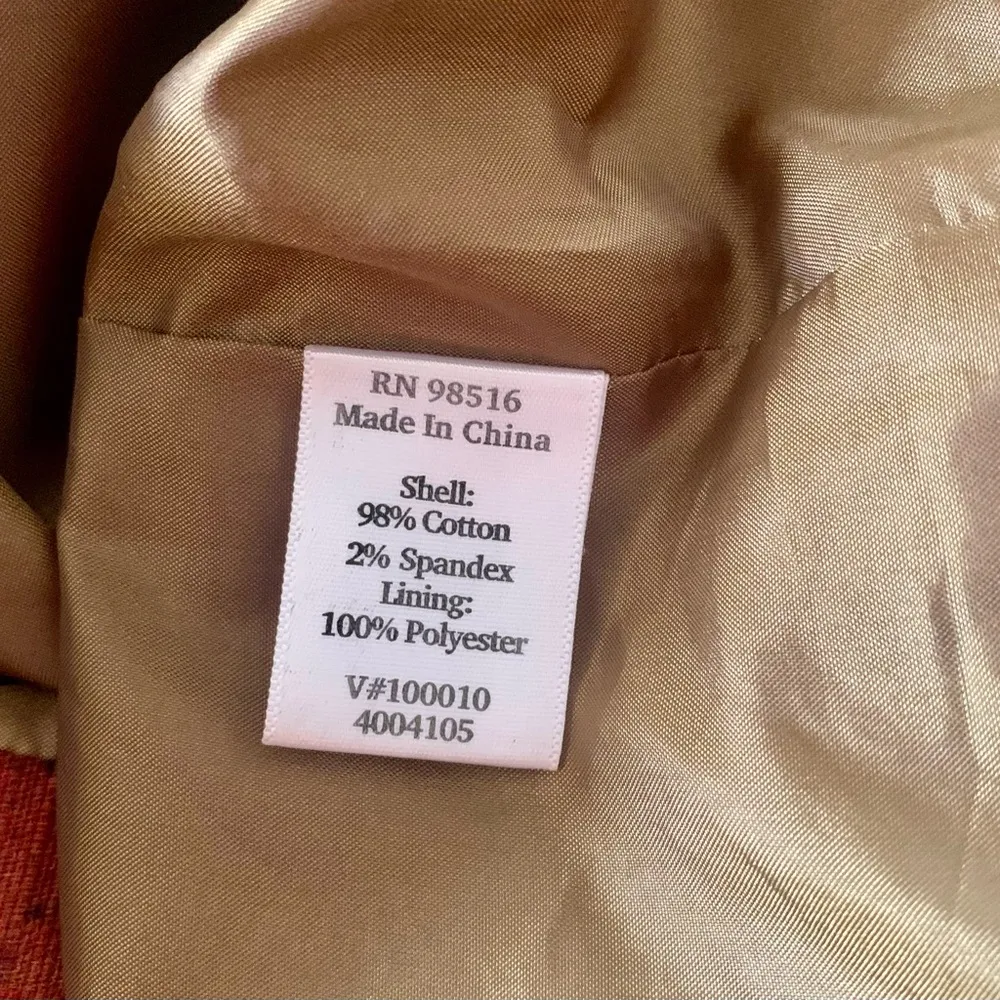 RN 98516
Made In China
Shell:
98% Cotton
2% Spandex
Lining:
100% Polyester
V#100010
4004105